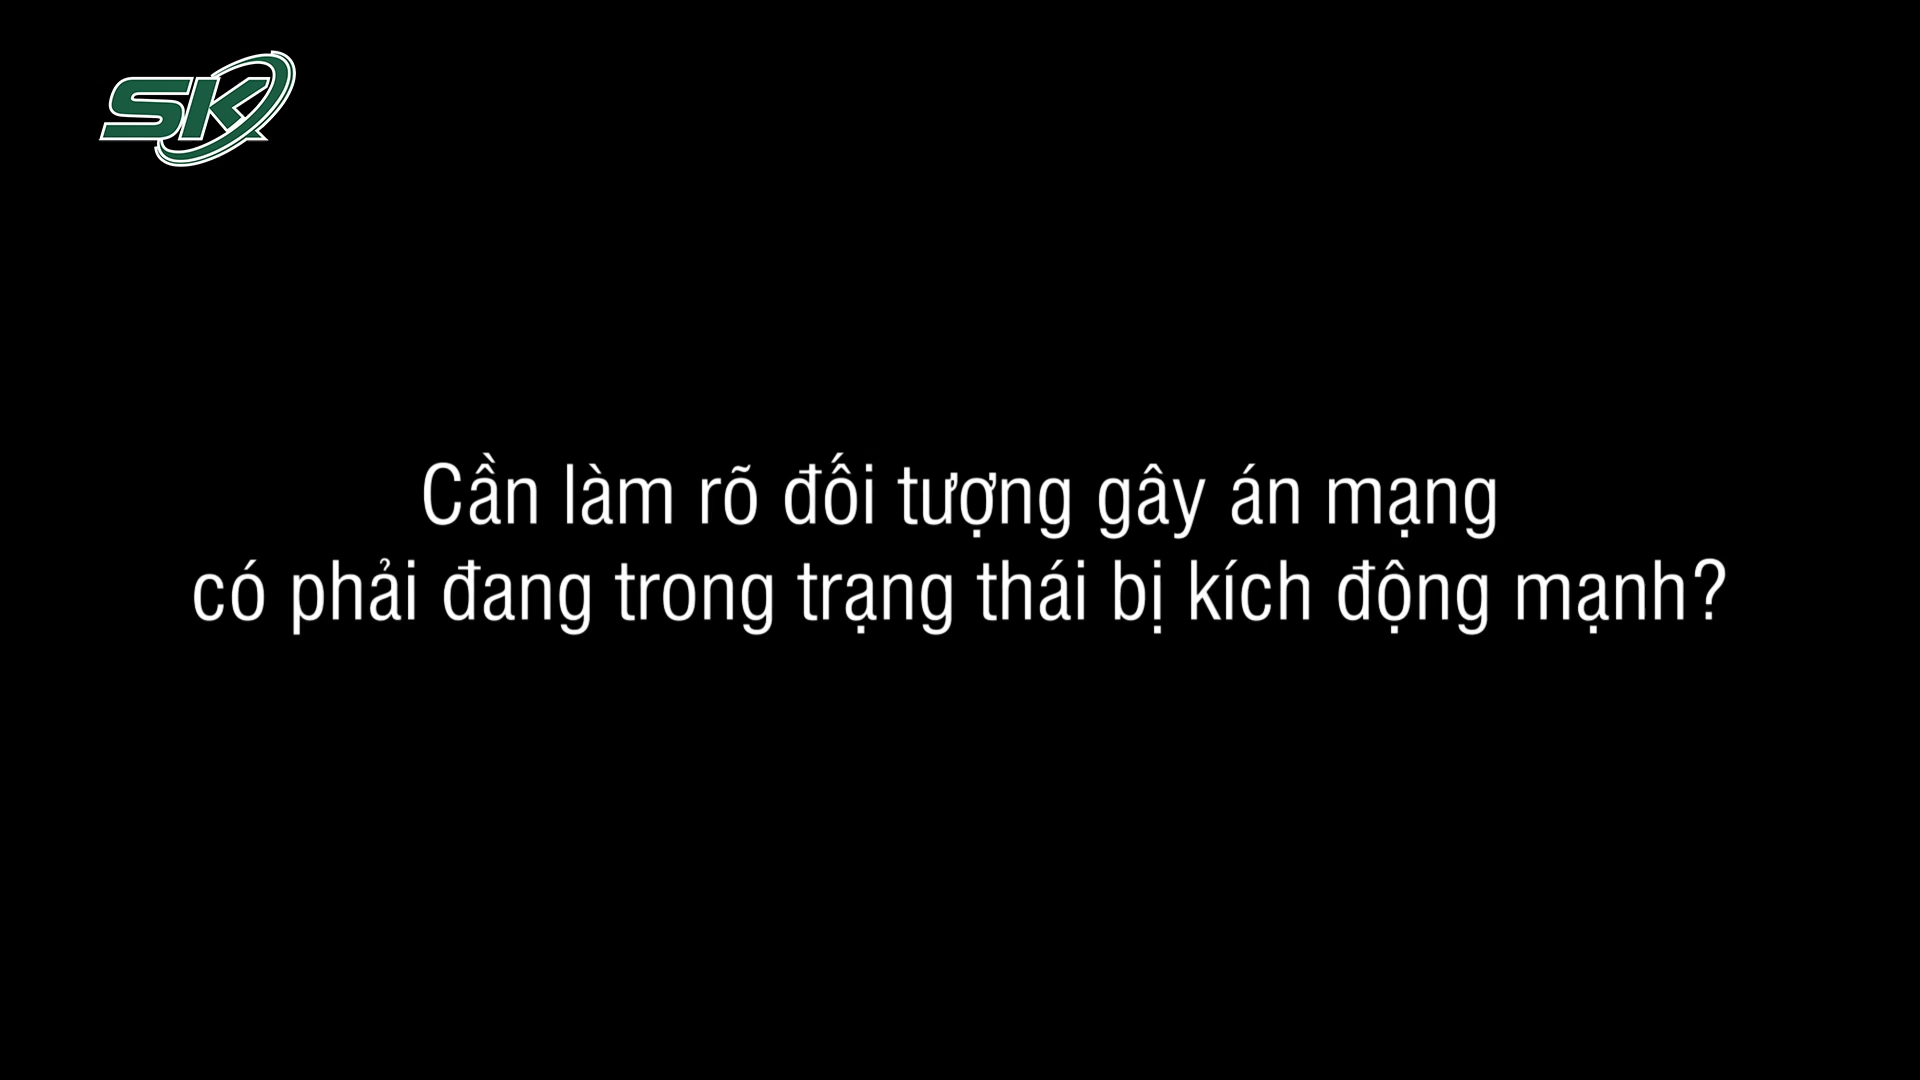 SK
Cần làm rõ đối tượng gây án mạng
có phải đang trong trạng thái bị kích động mạnh?